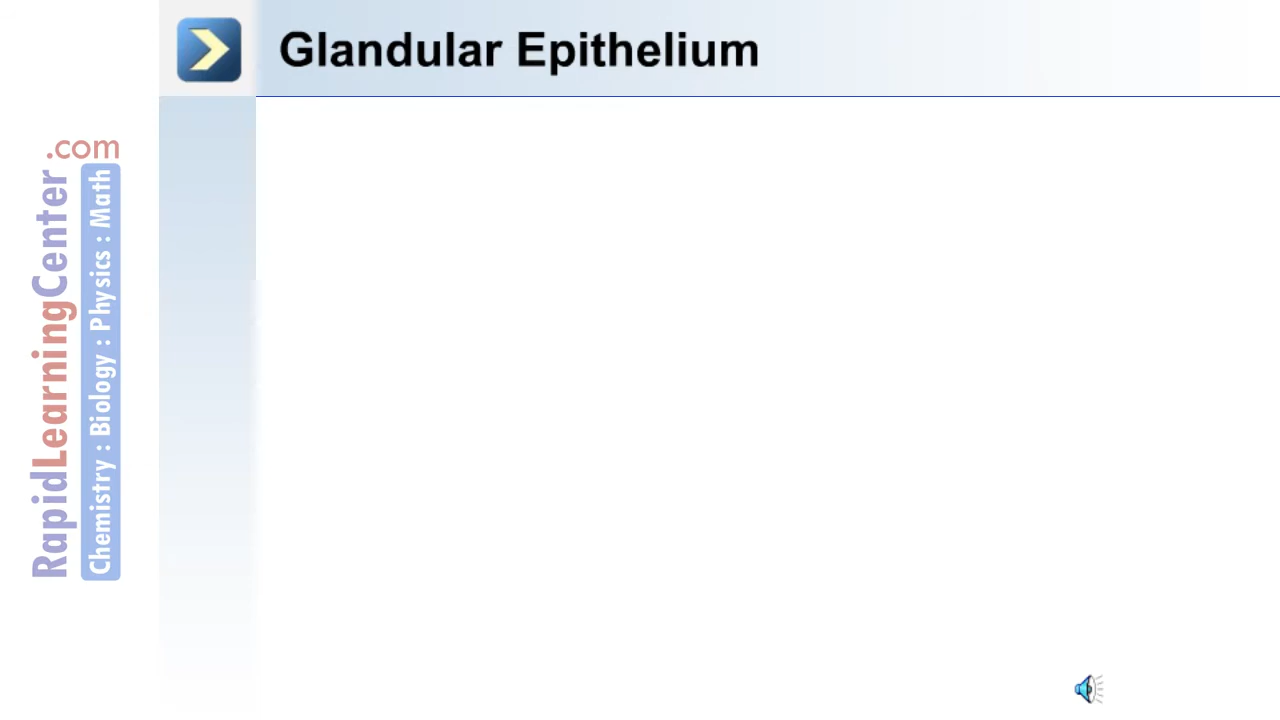 Glandular Epithelium
RapidLearningCenter
.com
Chemistry : Biology : Physics : Math